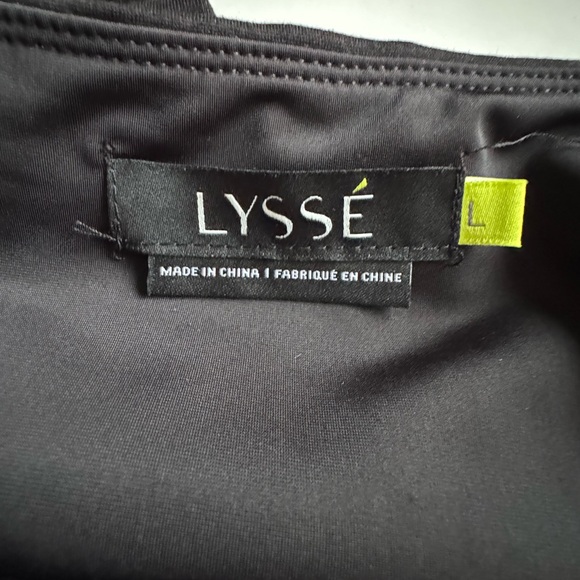 LYSSÉ
L
MADE IN CHINA I FABRIQUÉ EN CHINE